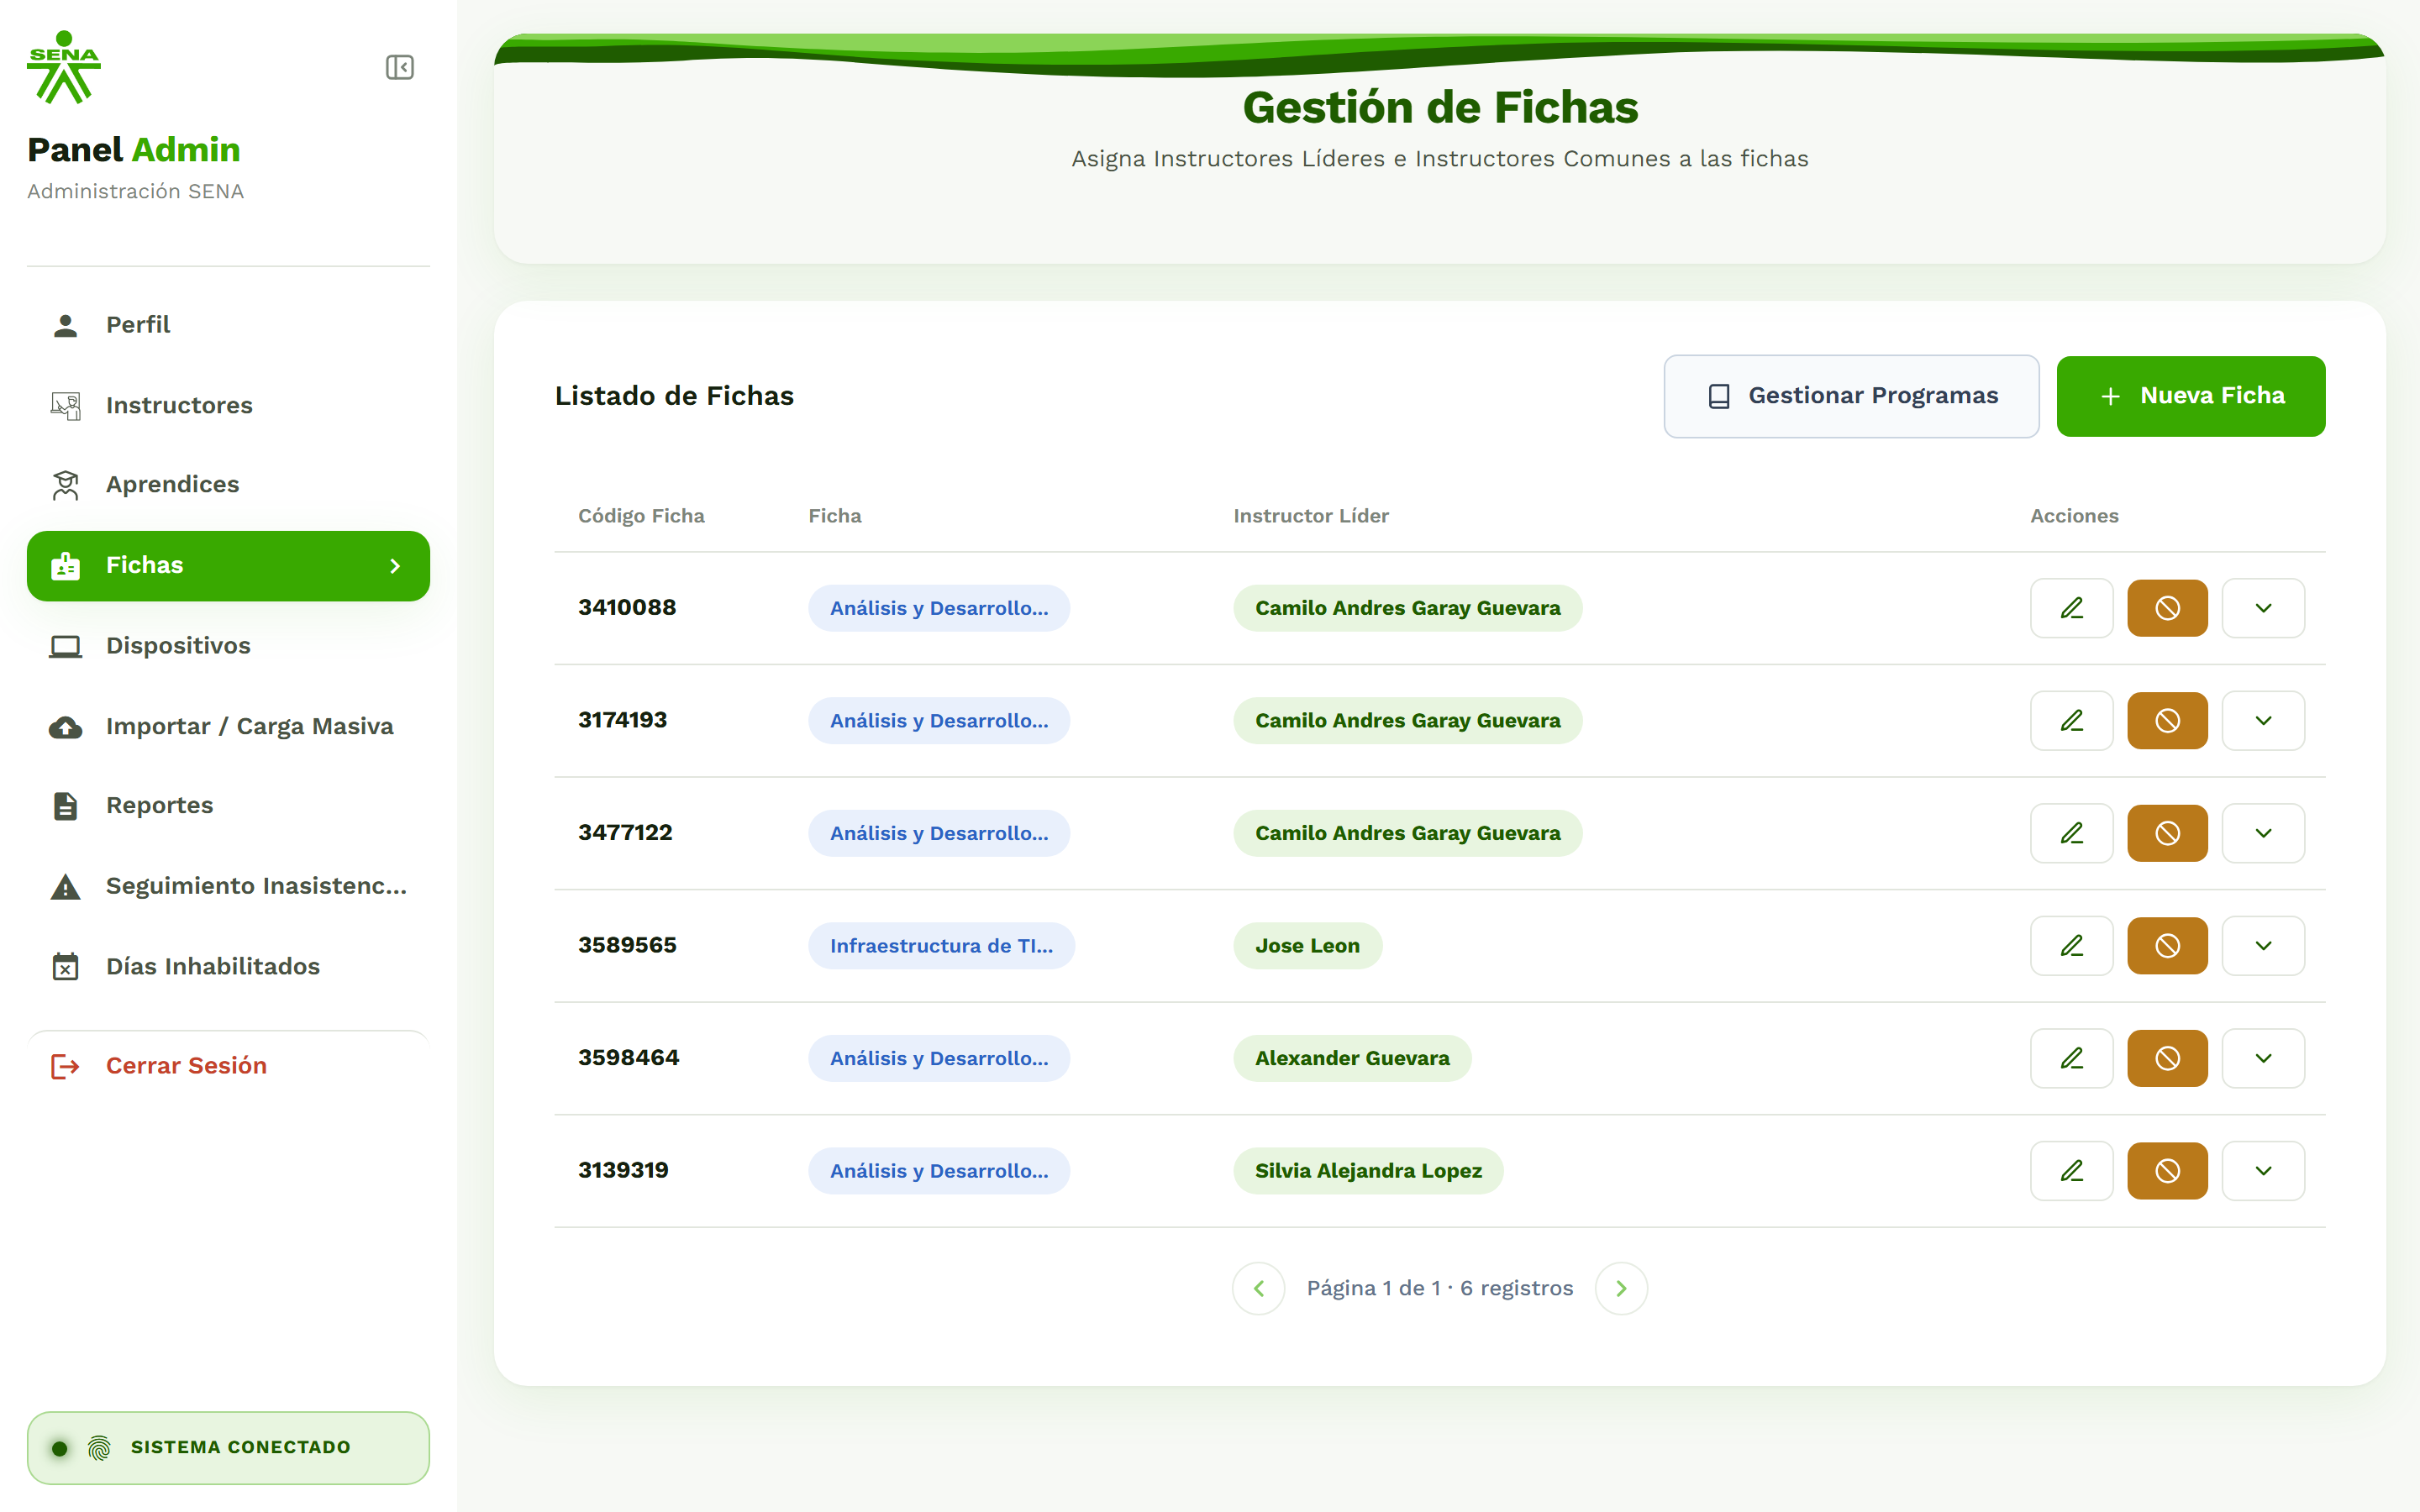 SENA
Panel Admin
Administración SENA
Perfil
Instructores
Aprendices
Fichas
Dispositivos
Importar / Carga Masiva
Reportes
Seguimiento Inasistenc...
Días Inhabilitados
Cerrar Sesión
SISTEMA CONECTADO
Gestión de Fichas
Asigna Instructores Líderes e Instructores Comunes a las fichas
Listado de Fichas
Gestionar Programas
+ Nueva Ficha
Código Ficha Ficha Instructor Líder Acciones
3410088 Análisis y Desarrollo... Camilo Andres Garay Guevara
3174193 Análisis y Desarrollo... Camilo Andres Garay Guevara
3477122 Análisis y Desarrollo... Camilo Andres Garay Guevara
3589565 Infraestructura de TI... Jose Leon
3598464 Análisis y Desarrollo... Alexander Guevara
3139319 Análisis y Desarrollo... Silvia Alejandra Lopez
Página 1 de 1 · 6 registros